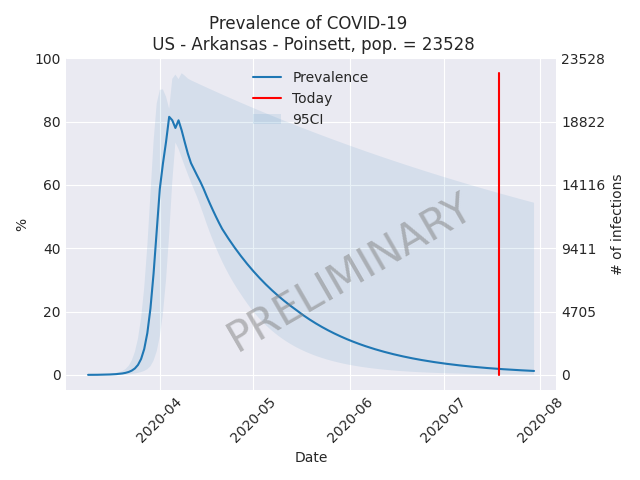 Prevalence of COVID-19
US - Arkansas - Poinsett, pop. = 23528
100
80
60
40
20
0
%
Prevalence
Today
95CI
PRELIMINARY
23528
18822
14116
9411
4705
0
# of infections
2020-04
2020-05
2020-06
2020-07
2020-08
Date